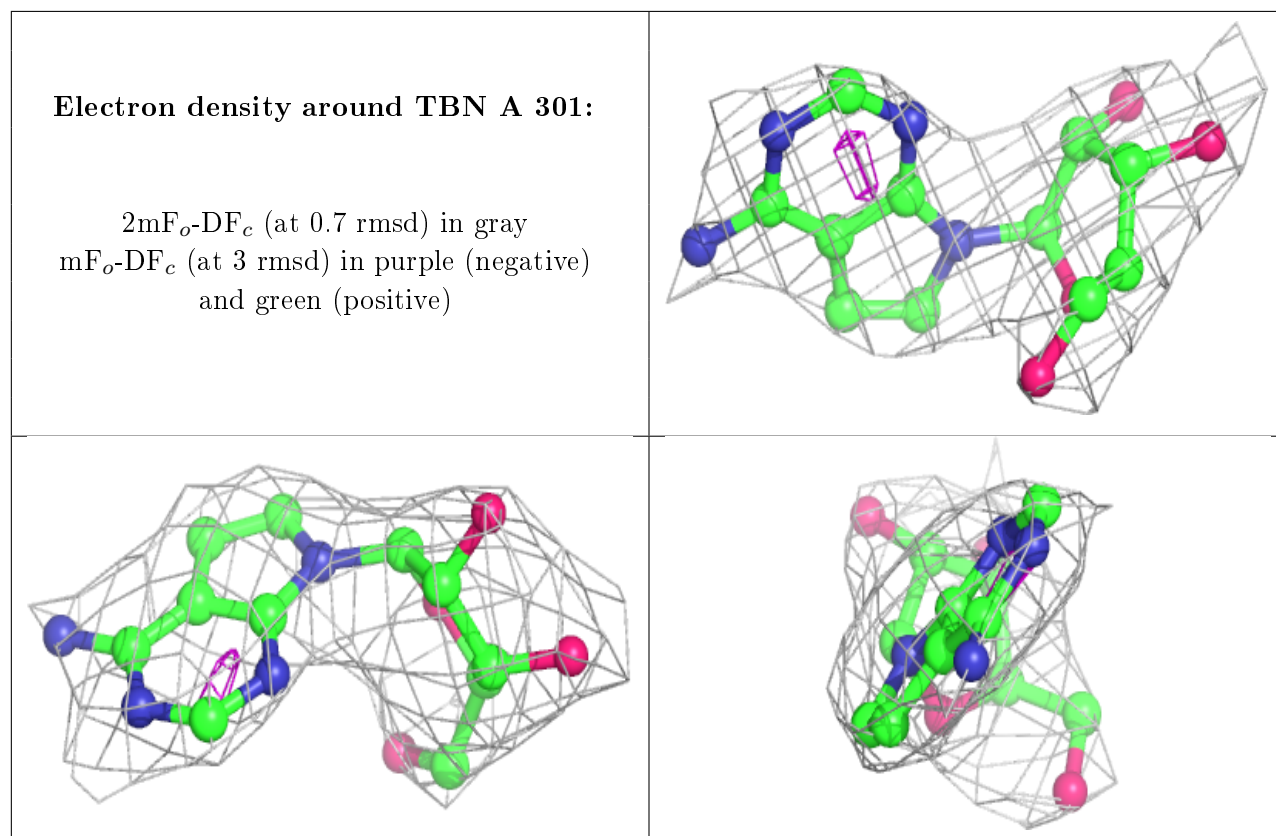 Electron density around TBN A 301:
2mFo-DFc (at 0.7 rmsd) in gray
mFo-DFc (at 3 rmsd) in purple (negative)
and green (positive)